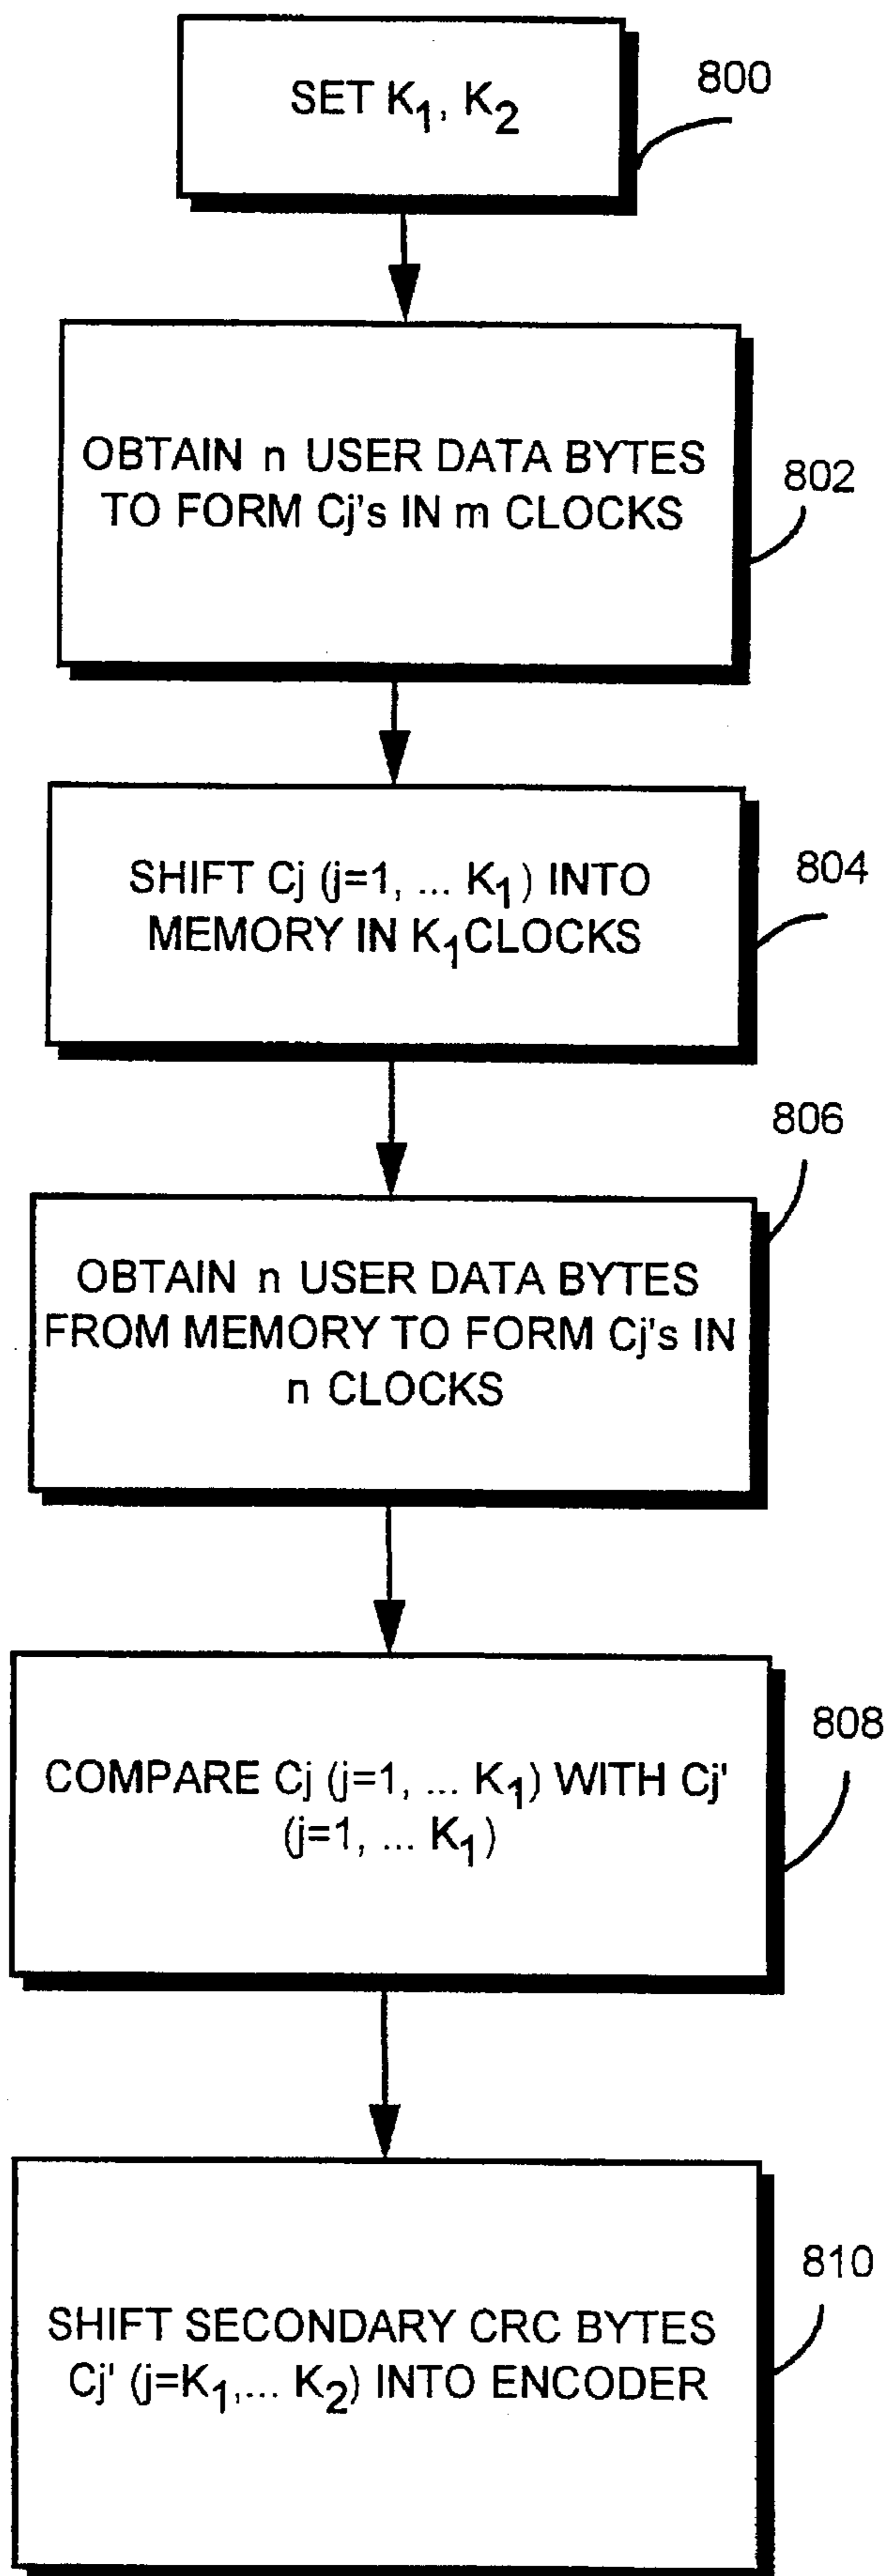 SET K₁, K₂
800
OBTAIN n USER DATA BYTES
TO FORM Cj's IN m CLOCKS
802
SHIFT Cj (j=1, ... K₁) INTO
MEMORY IN K₁CLOCKS
804
806
OBTAIN n USER DATA BYTES
FROM MEMORY TO FORM Cj's IN
n CLOCKS
808
COMPARE Cj (j=1, ... K₁) WITH Cj'
(j=1, ... K₁)
810
SHIFT SECONDARY CRC BYTES
Cj' (j=K₁,... K₂) INTO ENCODER